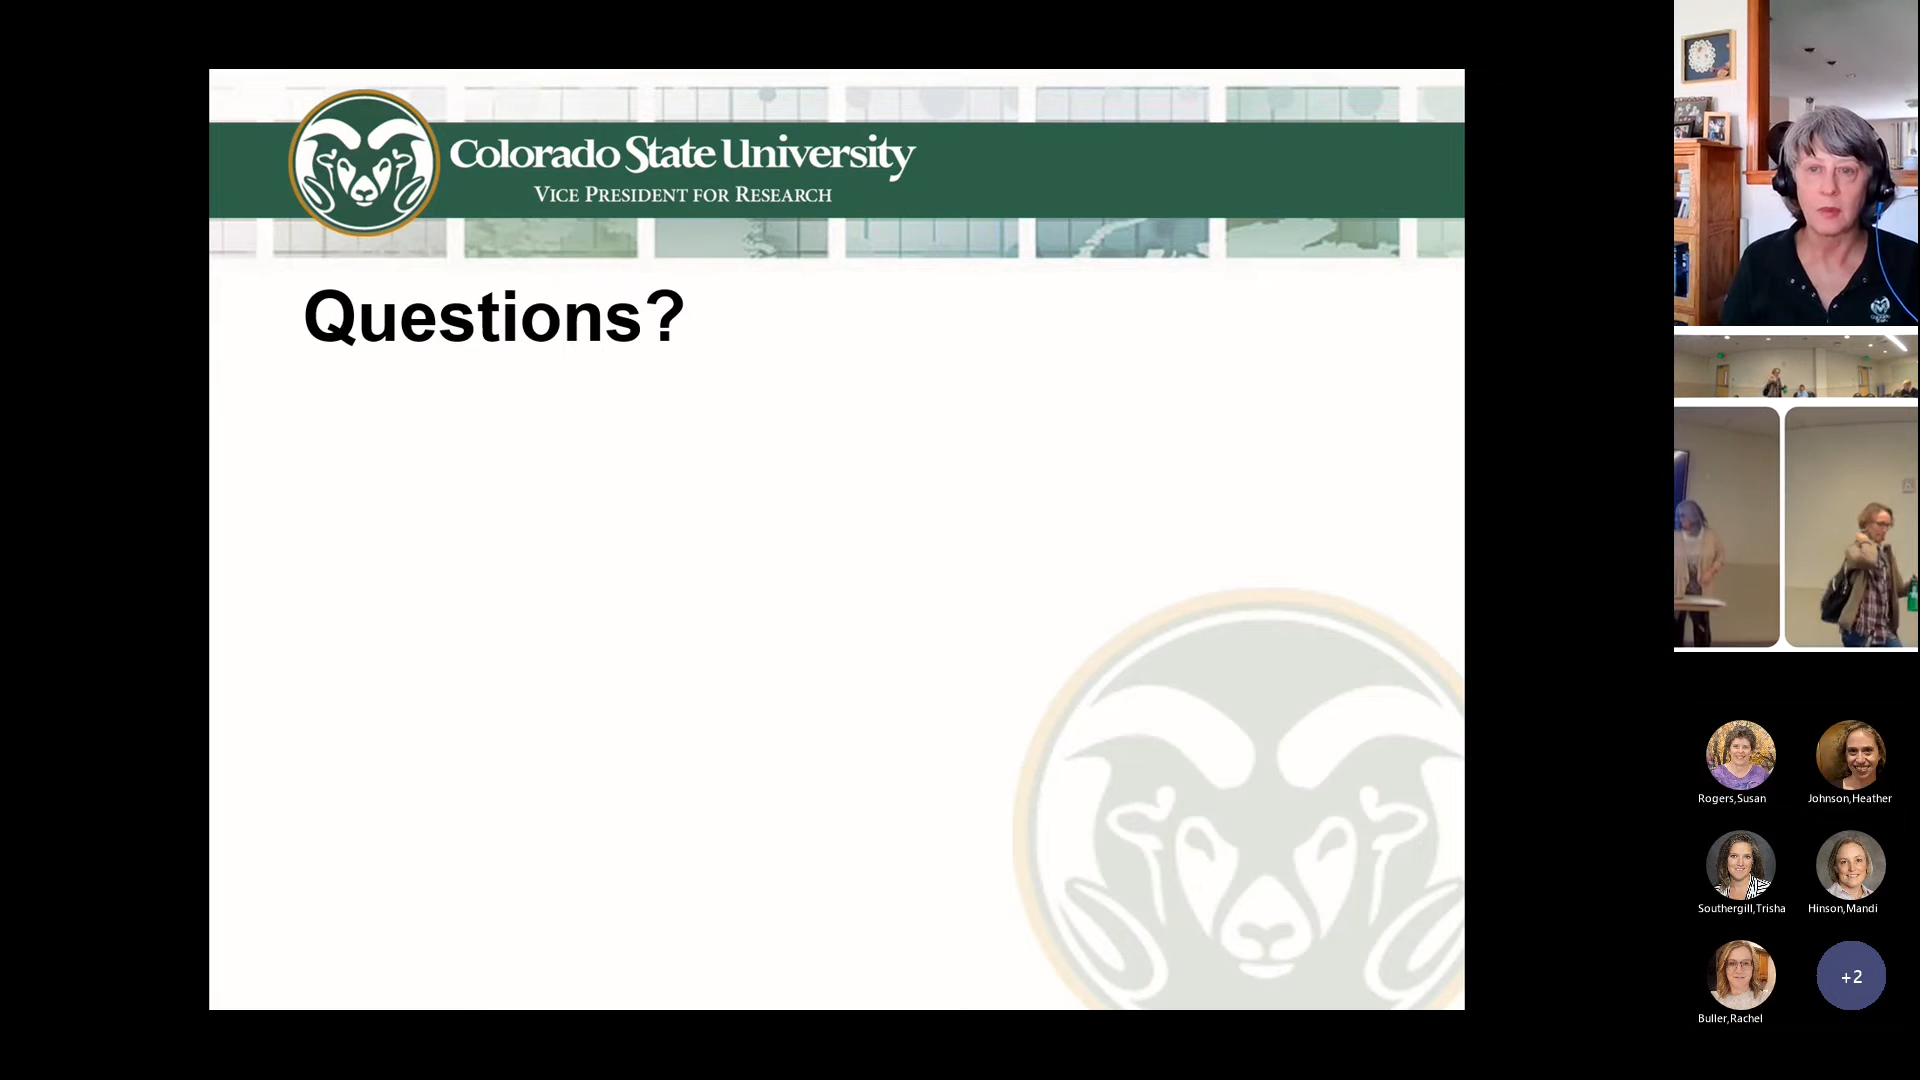 Colorado State University
Vice President for Research
Questions?
Rogers,Susan
Johnson,Heather
Southergill,Trisha
Hinson,Mandi
Buller,Rachel
+2